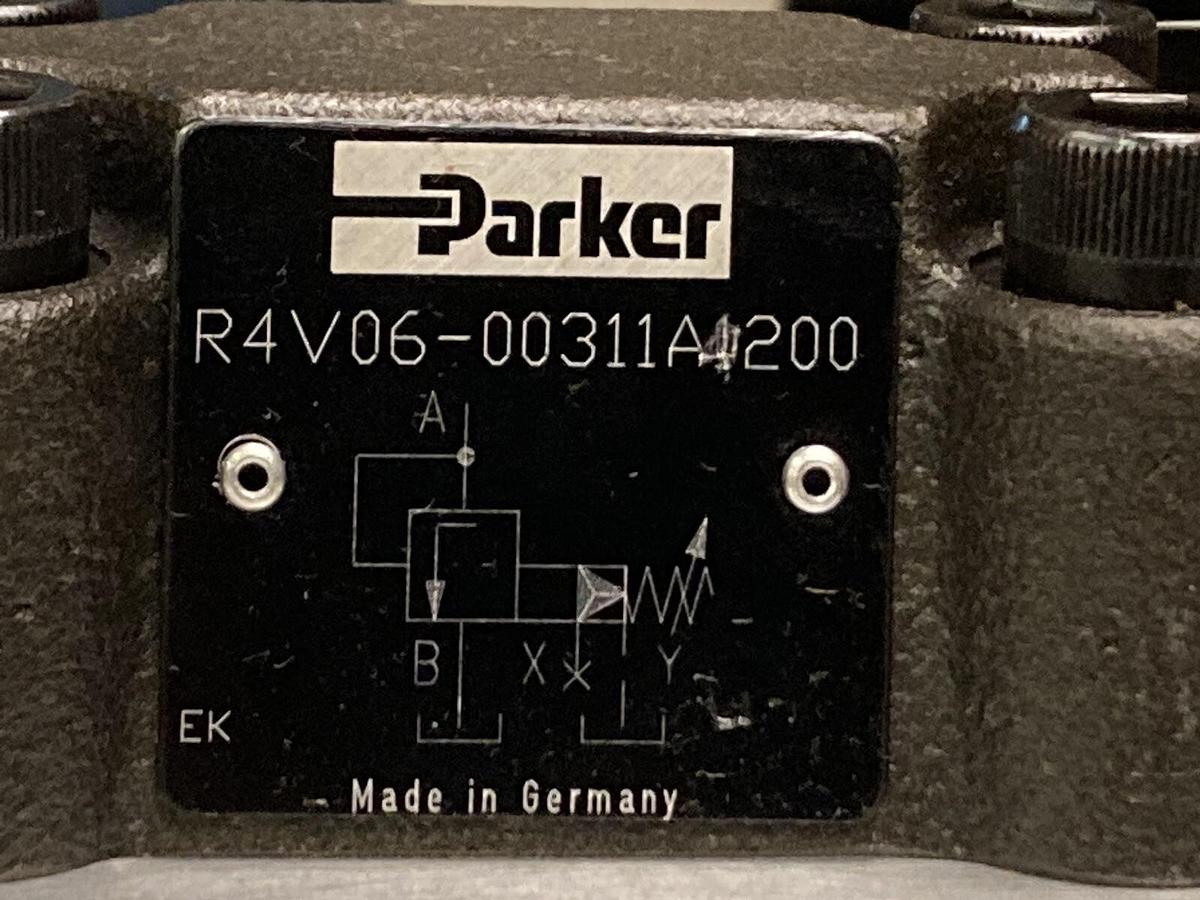 Parker
R4V06-00311A1200
A
B X Y
EK
Made in Germany